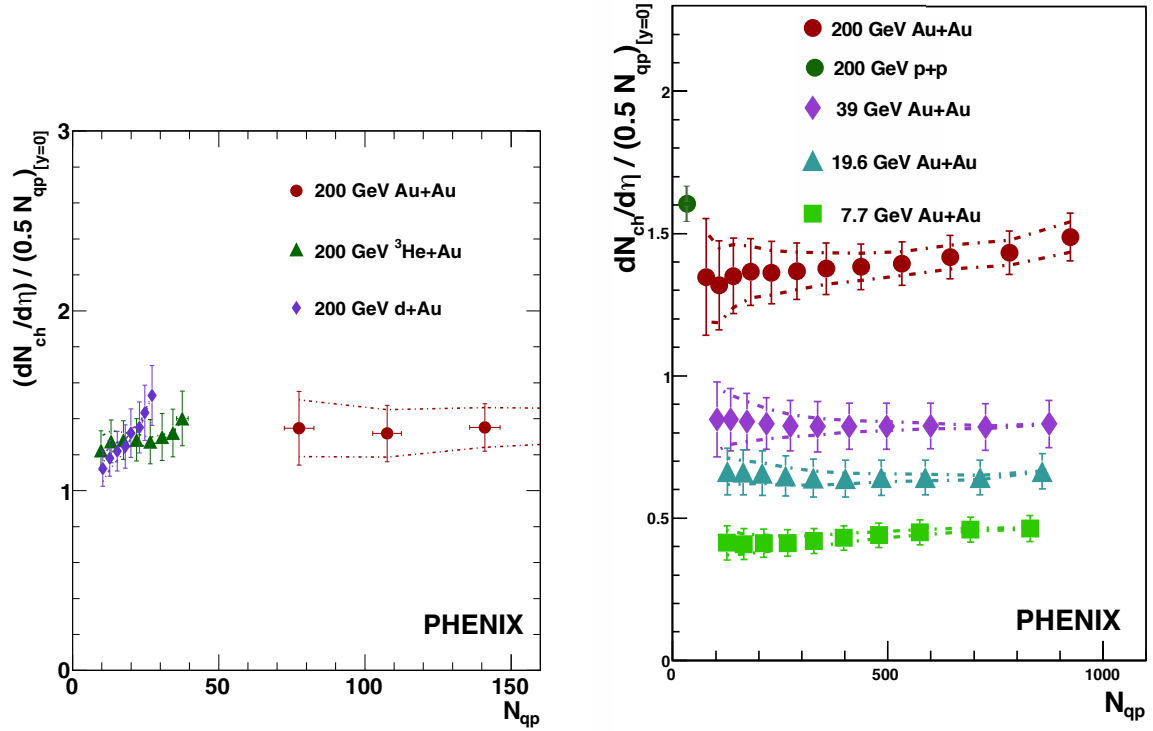 (dN_ch/dη) / (0.5 N_qp)_[y=0]
3
2
1
0
0
50
100
150
N_qp
200 GeV Au+Au
200 GeV ³He+Au
200 GeV d+Au
PHENIX
dN_ch/dη / (0.5 N_qp)_[y=0]
2
1.5
1
0.5
0
0
500
1000
N_qp
200 GeV Au+Au
200 GeV p+p
39 GeV Au+Au
19.6 GeV Au+Au
7.7 GeV Au+Au
PHENIX